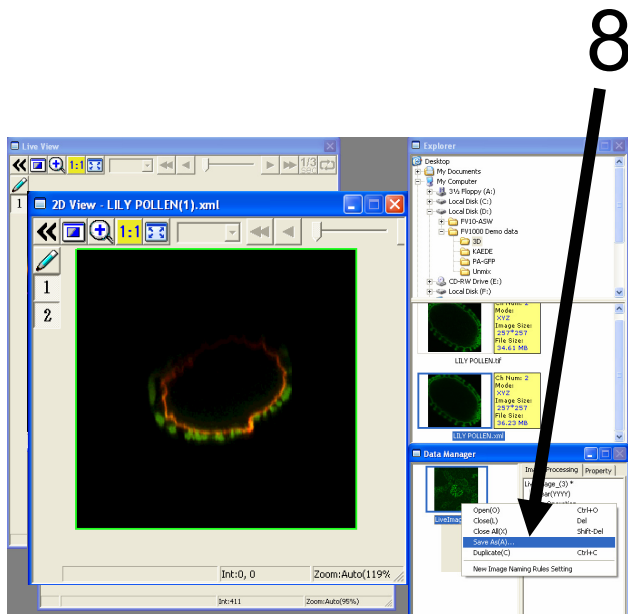 8
Live View
1:1
1/3
sec
1
2D View - LILY POLLEN(1).xml
1:1
1
2
Int:0, 0
Zoom:Auto(119%
Int:411
Zoom:Auto(95%)
Explorer
Desktop
My Documents
My Computer
3½ Floppy (A:)
Local Disk (C:)
Local Disk (D:)
FV10-ASW
FV1000 Demo data
3D
KAEDE
PA-GFP
Unmix
CD-RW Drive (E:)
Local Disk (F:)
Ch Num: 2
Mode:
XYZ
Image Size:
257*257
File Size:
34.61 MB
LILY POLLEN.tif
Ch Num: 2
Mode:
XYZ
Image Size:
257*257
File Size:
36.23 MB
LILY POLLEN.xml
Data Manager
Processing
Property
Image_(3) *
(YYYY)
LiveImag
Open(O) Ctrl+O
Close(L) Del
Close All(X) Shift-Del
Save As(A)...
Duplicate(C) Ctrl+C
New Image Naming Rules Setting